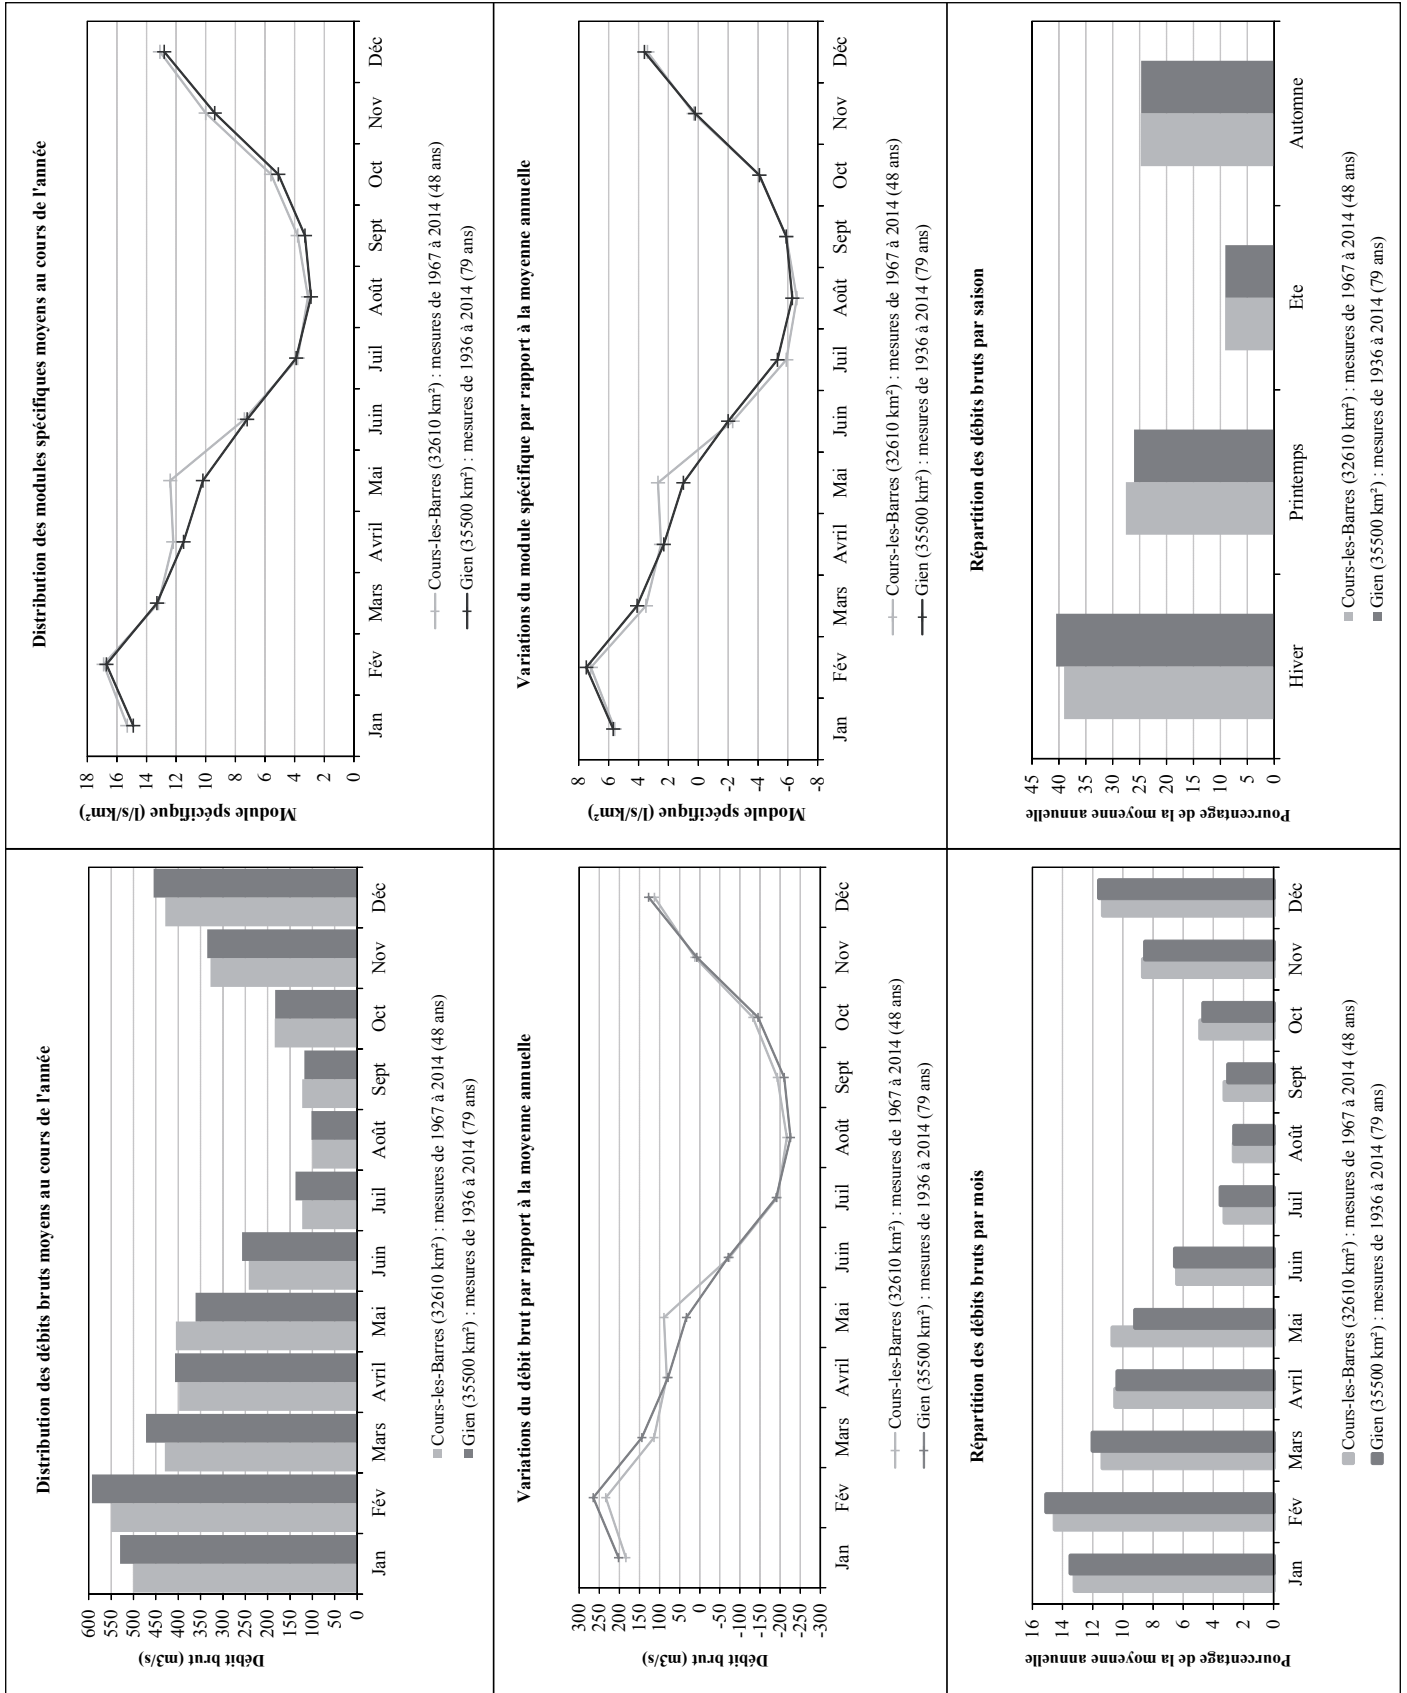 Distribution des débits bruts moyens au cours de l'année
Débit brut (m3/s)
600
550
500
450
400
350
300
250
200
150
100
50
0
Jan Fév Mars Avril Mai Juin Juil Août Sept Oct Nov Déc
Cours-les-Barres (32610 km²) : mesures de 1967 à 2014 (48 ans)
Gien (35500 km²) : mesures de 1936 à 2014 (79 ans)
Distribution des modules spécifiques moyens au cours de l'année
Module spécifique (l/s/km²)
18
16
14
12
10
8
6
4
2
0
Jan Fév Mars Avril Mai Juin Juil Août Sept Oct Nov Déc
Cours-les-Barres (32610 km²) : mesures de 1967 à 2014 (48 ans)
Gien (35500 km²) : mesures de 1936 à 2014 (79 ans)
Variations du débit brut par rapport à la moyenne annuelle
Débit brut (m3/s)
300
250
200
150
100
50
0
-50
-100
-150
-200
-250
-300
Jan Fév Mars Avril Mai Juin Juil Août Sept Oct Nov Déc
Cours-les-Barres (32610 km²) : mesures de 1967 à 2014 (48 ans)
Gien (35500 km²) : mesures de 1936 à 2014 (79 ans)
Variations du module spécifique par rapport à la moyenne annuelle
Module spécifique (l/s/km²)
8
6
4
2
0
-2
-4
-6
-8
Jan Fév Mars Avril Mai Juin Juil Août Sept Oct Nov Déc
Cours-les-Barres (32610 km²) : mesures de 1967 à 2014 (48 ans)
Gien (35500 km²) : mesures de 1936 à 2014 (79 ans)
Répartition des débits bruts par mois
Pourcentage de la moyenne annuelle
16
14
12
10
8
6
4
2
0
Jan Fév Mars Avril Mai Juin Juil Août Sept Oct Nov Déc
Cours-les-Barres (32610 km²) : mesures de 1967 à 2014 (48 ans)
Gien (35500 km²) : mesures de 1936 à 2014 (79 ans)
Répartition des débits bruts par saison
Pourcentage de la moyenne annuelle
45
40
35
30
25
20
15
10
5
0
Hiver Printemps Ete Automne
Cours-les-Barres (32610 km²) : mesures de 1967 à 2014 (48 ans)
Gien (35500 km²) : mesures de 1936 à 2014 (79 ans)